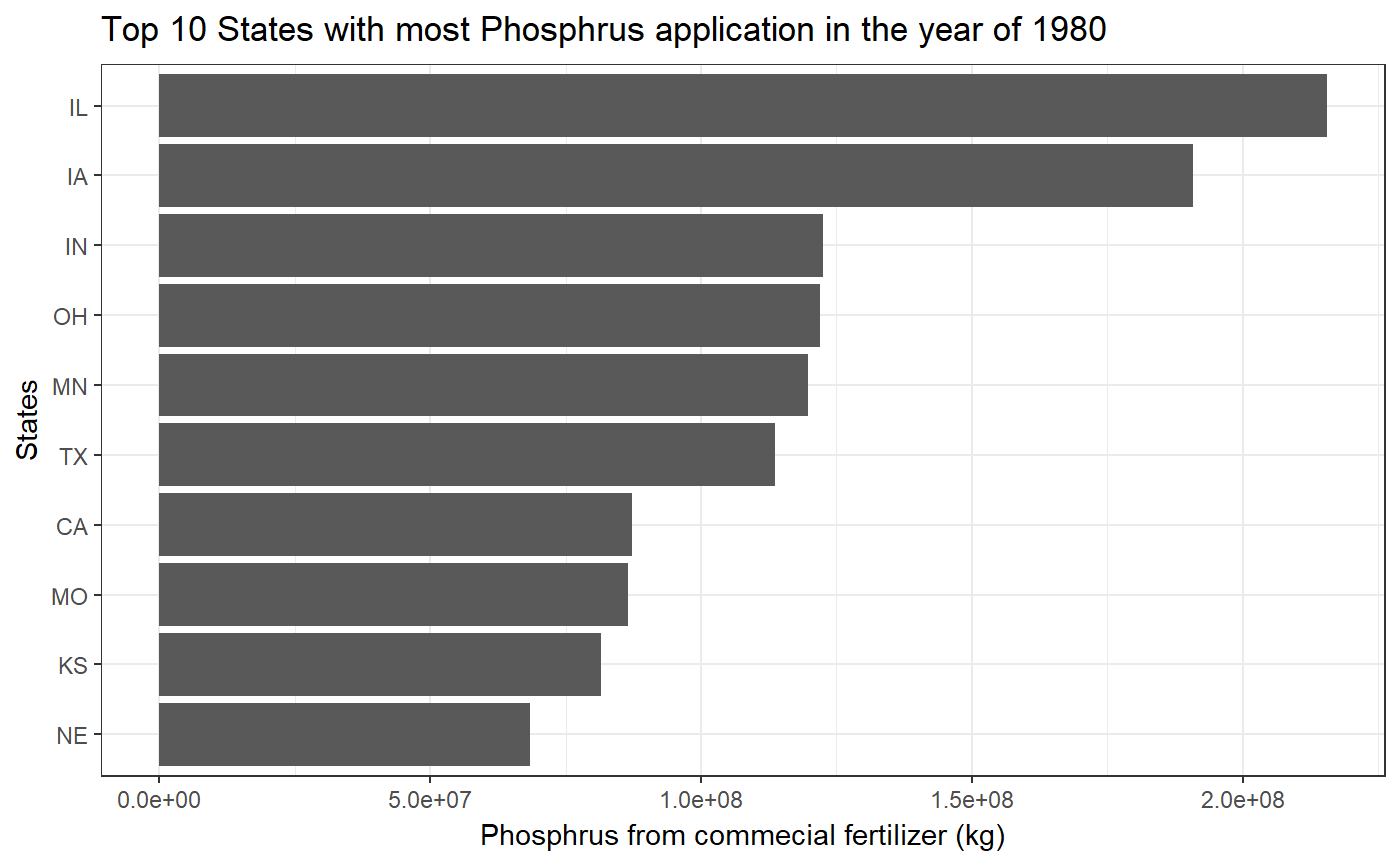 Top 10 States with most Phosphrus application in the year of 1980
IL
IA
IN
OH
MN
TX
CA
MO
KS
NE
States
0.0e+00 5.0e+07 1.0e+08 1.5e+08 2.0e+08
Phosphrus from commecial fertilizer (kg)